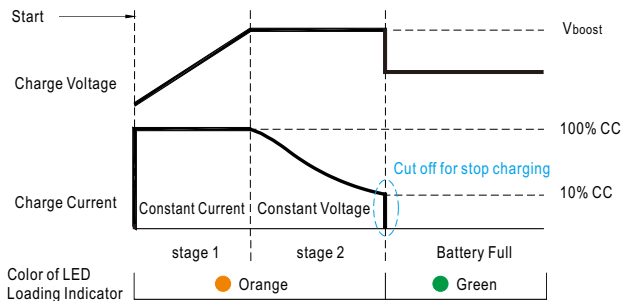 Start
Vboost
Charge Voltage
100% CC
Cut off for stop charging
10% CC
Charge Current
Constant Current
Constant Voltage
stage 1
stage 2
Battery Full
Color of LED
Loading Indicator
Orange
Green